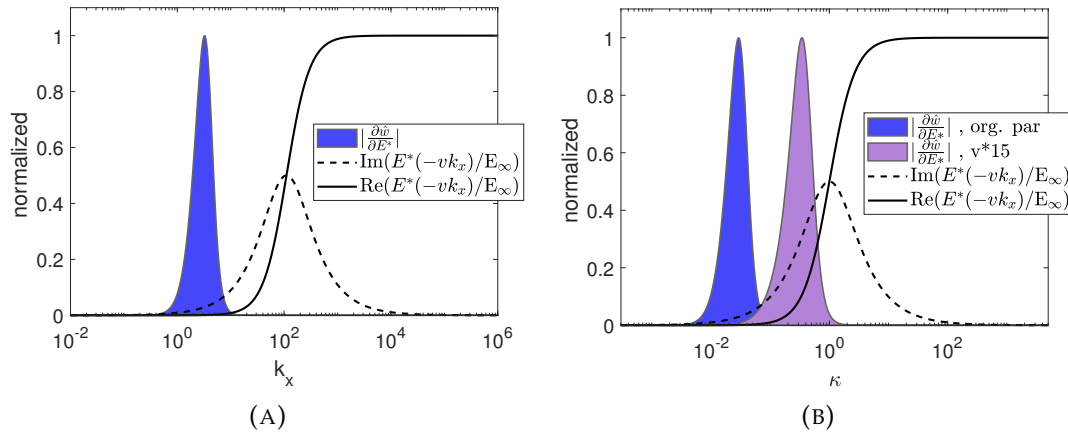 1
0.8
0.6
0.4
0.2
0
normalized
10^-2 10^0 10^2 10^4 10^6
k_x
|∂ŵ/∂E*|
Im(E*(-vk_x)/E_∞)
Re(E*(-vk_x)/E_∞)
(A)
1
0.8
0.6
0.4
0.2
0
normalized
10^-2 10^0 10^2
κ
|∂ŵ/∂E*| , org. par
|∂ŵ/∂E*| , v*15
Im(E*(-vk_x)/E_∞)
Re(E*(-vk_x)/E_∞)
(B)